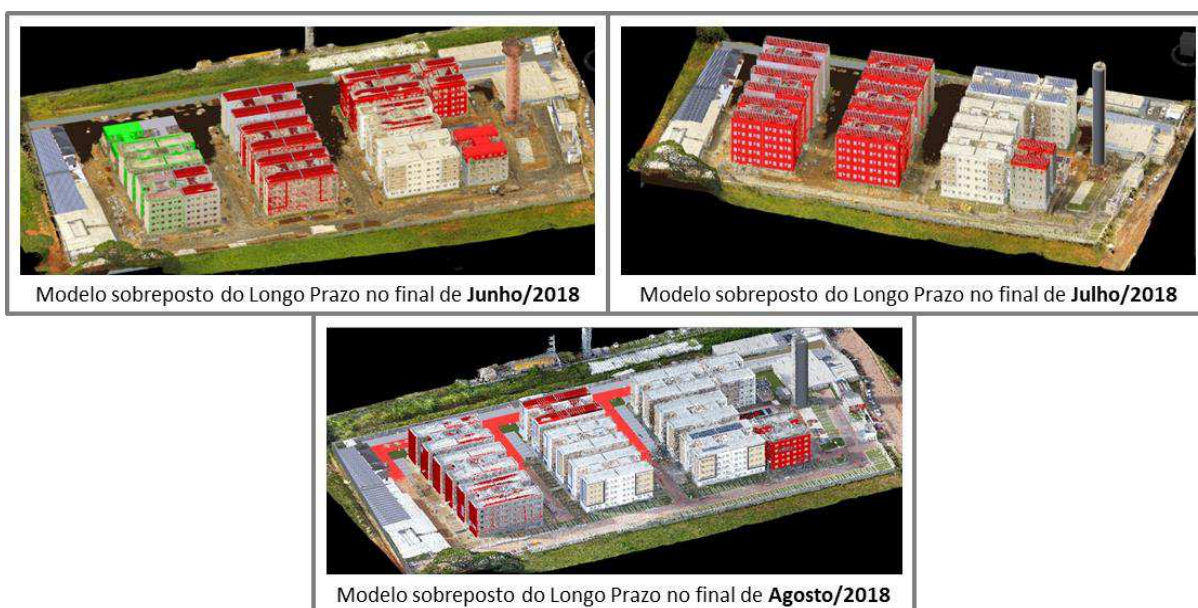 Modelo sobreposto do Longo Prazo no final de Junho/2018
Modelo sobreposto do Longo Prazo no final de Julho/2018
Modelo sobreposto do Longo Prazo no final de Agosto/2018